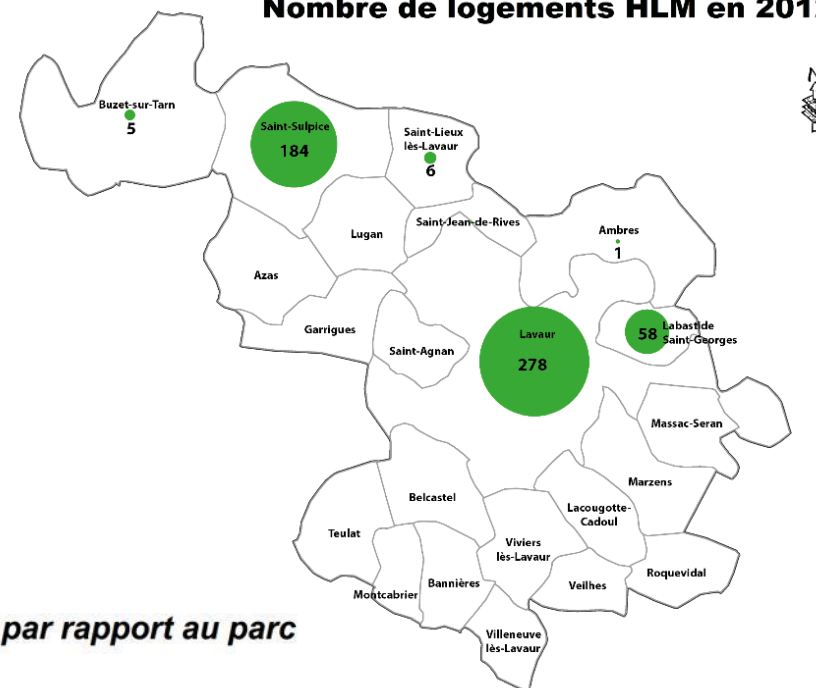 Nombre de logements HLM en 201
N
Buzet-sur-Tarn
5
Saint-Sulpice
184
Saint-Lieux
lès-Lavaur
6
Saint-Jean-de-Rives
Lugan
Ambres
1
Azas
Garrigues
Saint-Agnan
Lavaur
278
58
Labastide
Saint-Georges
Massac-Seran
Marzens
Belcastel
Lacougotte-
Cadoul
Teulat
Viviers
lès-Lavaur
Montcabrier
Bannières
Veilhes
Roquevidal
Villeneuve
lès-Lavaur
par rapport au parc